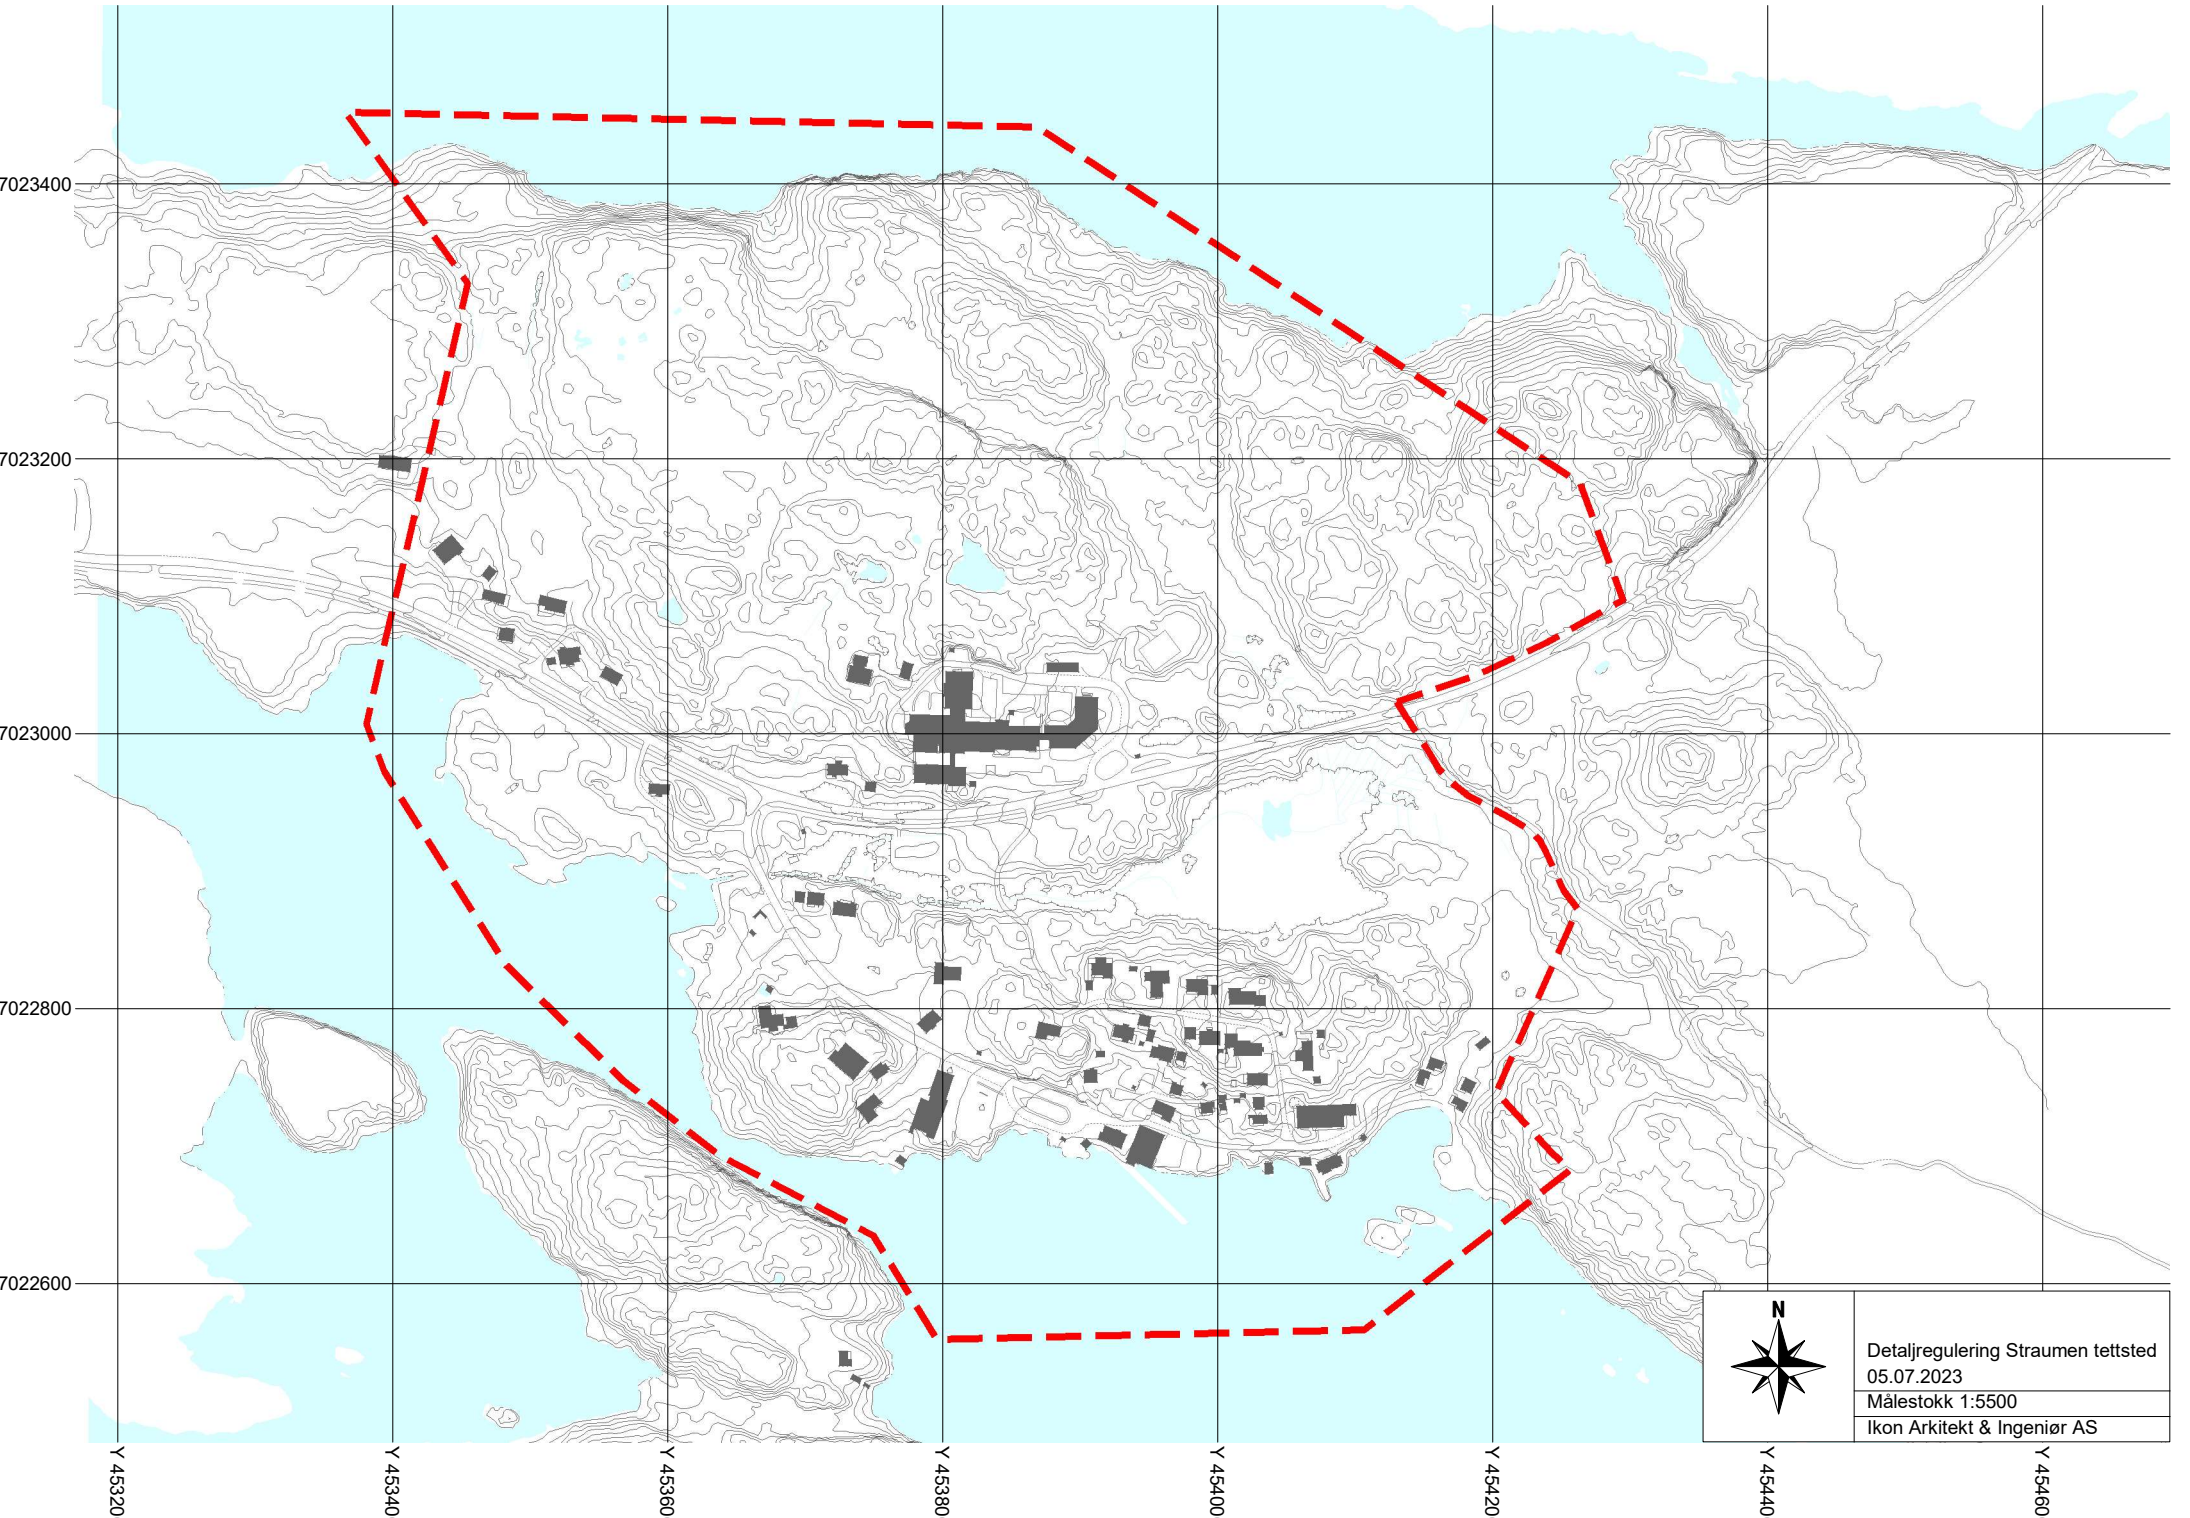 7023400
7023200
7023000
7022800
7022600
N
Detaljregulering Straumen tettsted
05.07.2023
Målestokk 1:5500
Ikon Arkitekt & Ingeniør AS
Y 45320
Y 45340
Y 45360
Y 45380
Y 45400
Y 45420
Y 45440
Y 45460